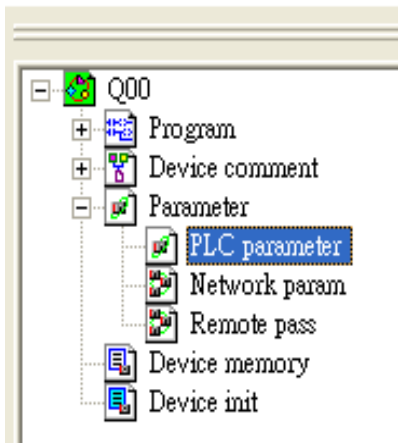 Q00
Program
Device comment
Parameter
PLC parameter
Network param
Remote pass
Device memory
Device init